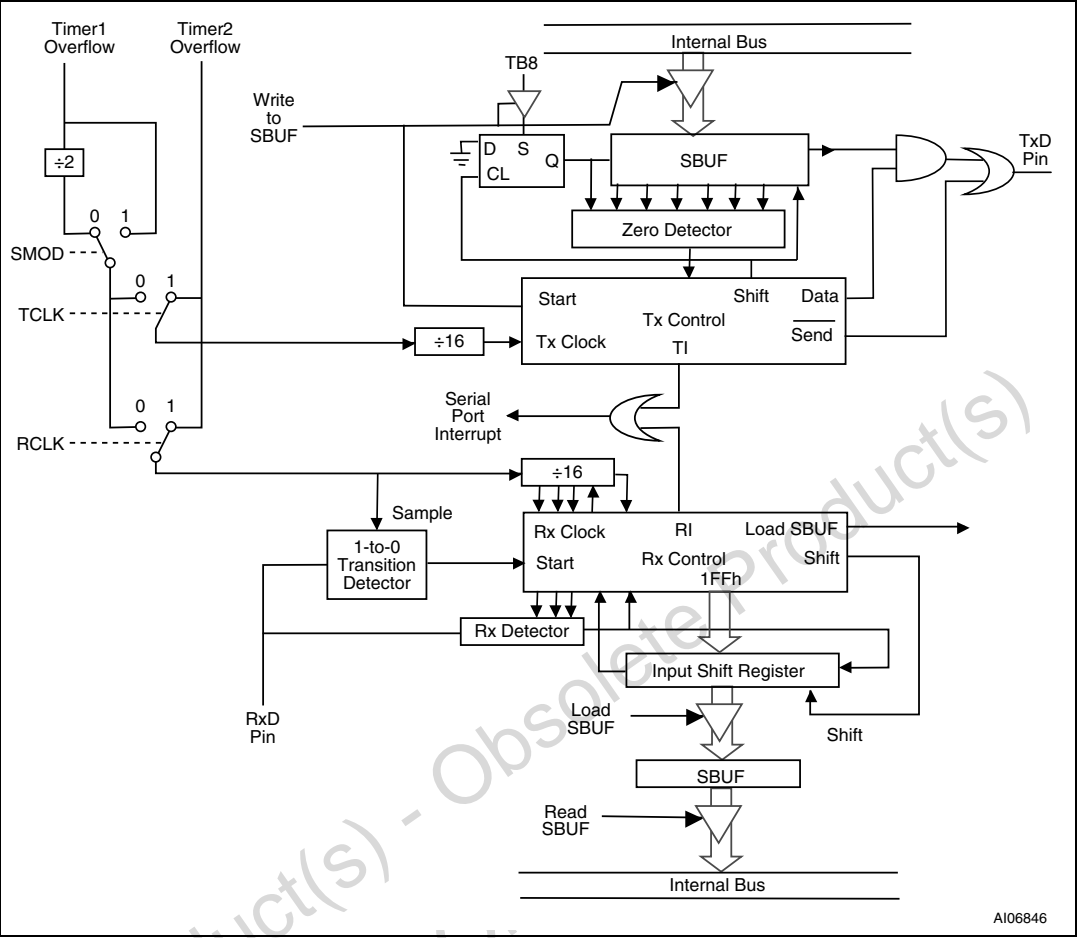 Timer1
Overflow
Timer2
Overflow
Internal Bus
TB8
Write
to
SBUF
D S
Q
CL
SBUF
TxD
Pin
÷2
0 1
SMOD
Zero Detector
0 1
TCLK
Start
Shift
Data
Tx Control
Send
÷16
Tx Clock
TI
Serial
Port
Interrupt
0 1
RCLK
÷16
Sample
Rx Clock
RI
Load SBUF
1-to-0
Transition
Detector
Start
Rx Control
Shift
1FFh
Rx Detector
Input Shift Register
RxD
Pin
Load
SBUF
Shift
SBUF
Read
SBUF
Internal Bus
AI06846
uct(s) - Obsolete Product(s)